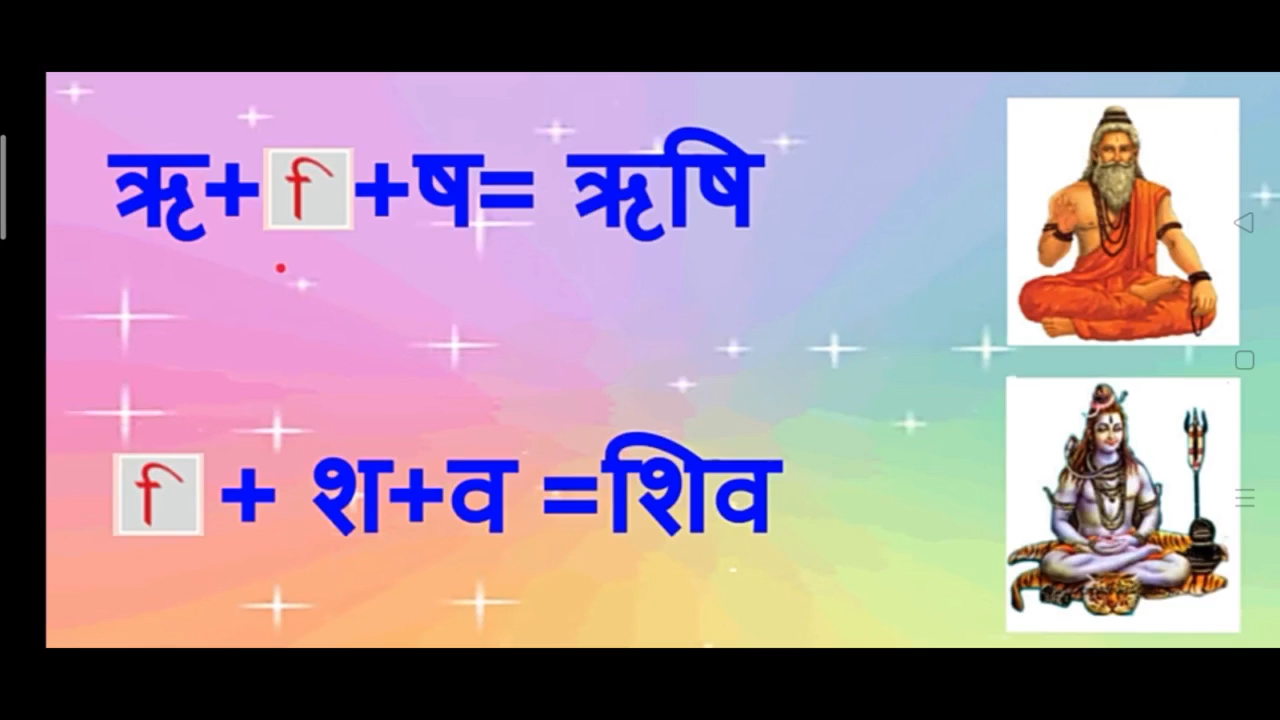 ऋ+ि+ष= ऋषि
ि + श+व =शिव